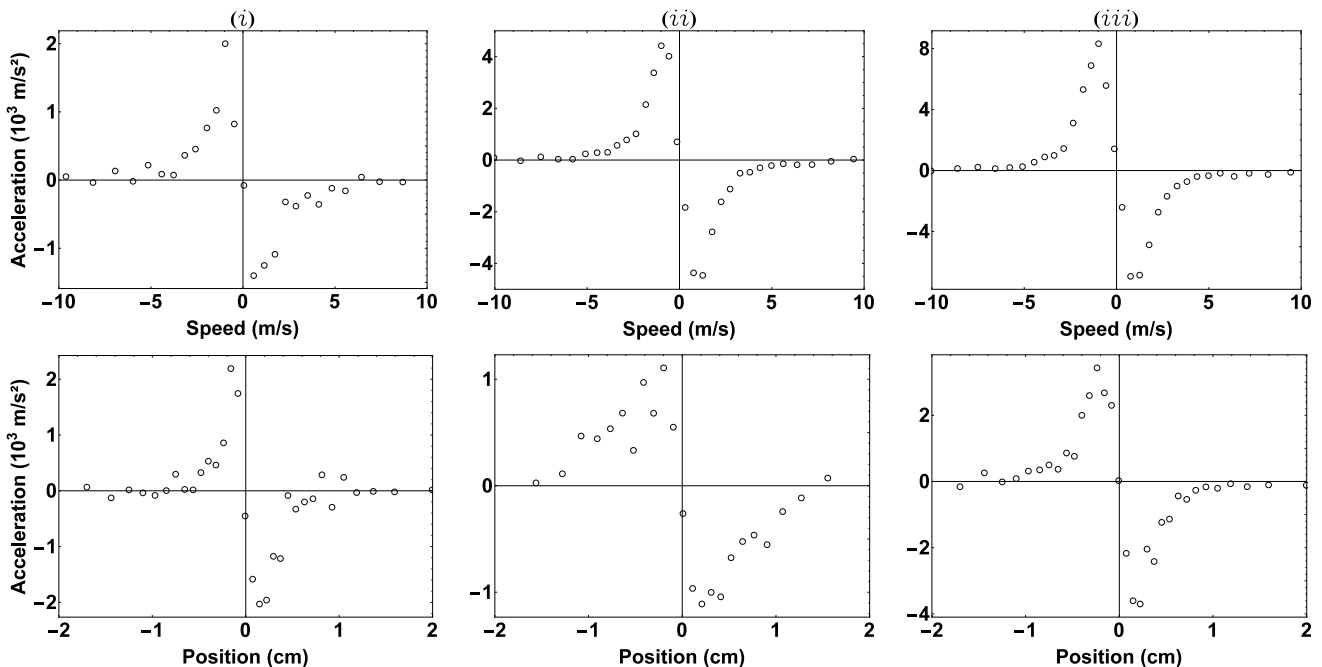 (i) (ii) (iii)
Acceleration (10³ m/s²)
2
1
0
−1
4
2
0
−2
−4
8
4
0
−4
−10 −5 0 5 10
−10 −5 0 5 10
−10 −5 0 5 10
Speed (m/s) Speed (m/s) Speed (m/s)
Acceleration (10³ m/s²)
2
1
0
−1
−2
1
0
−1
2
0
−2
−4
−2 −1 0 1 2
−2 −1 0 1 2
−2 −1 0 1 2
Position (cm) Position (cm) Position (cm)